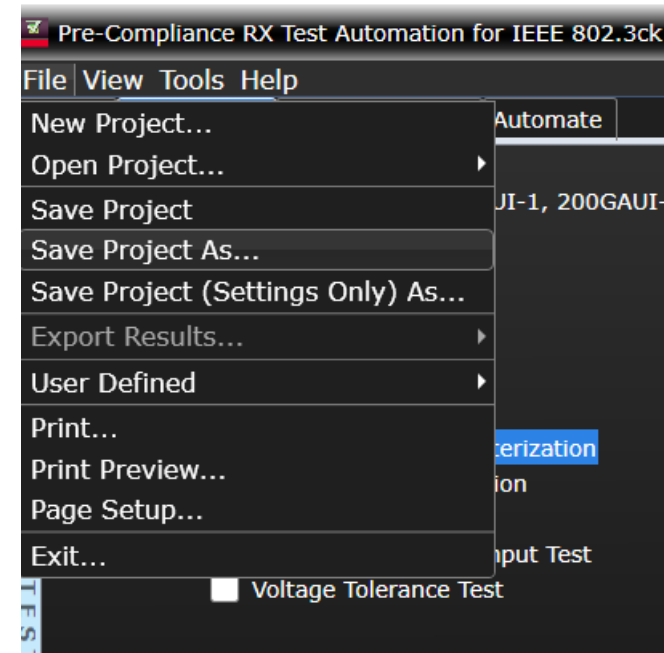 Pre-Compliance RX Test Automation for IEEE 802.3ck
File View Tools Help
New Project...
Automate
Open Project...
Save Project
UI-1, 200GAUI-
Save Project As...
Save Project (Settings Only) As...
Export Results...
User Defined
Print...
terization
Print Preview...
ion
Page Setup...
Exit...
nput Test
Voltage Tolerance Test
TES